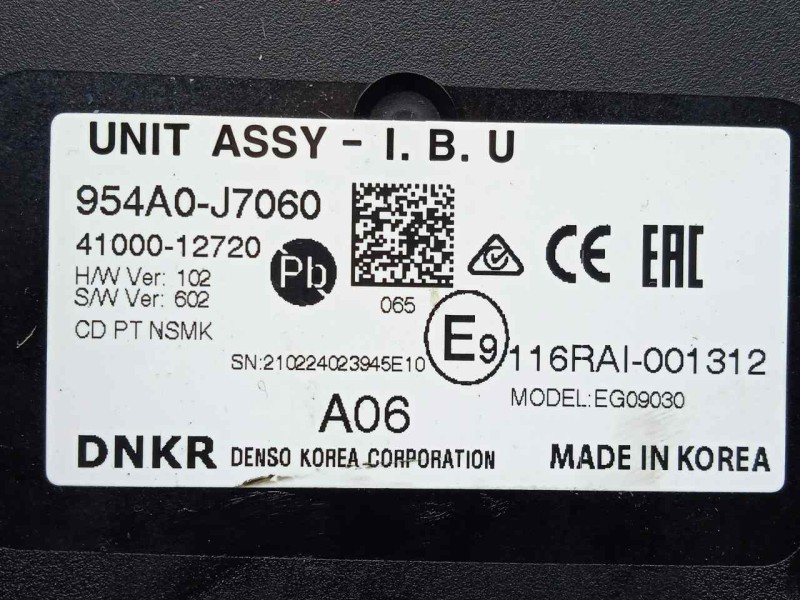 UNIT ASSY - I. B. U
954A0-J7060
41000-12720
H/W Ver: 102
S/W Ver: 602
CD PT NSMK
Pb
065
CE
EAC
SN:210224023945E10
E9
116RAI-001312
MODEL:EG09030
A06
DNKR DENSO KOREA CORPORATION
MADE IN KOREA